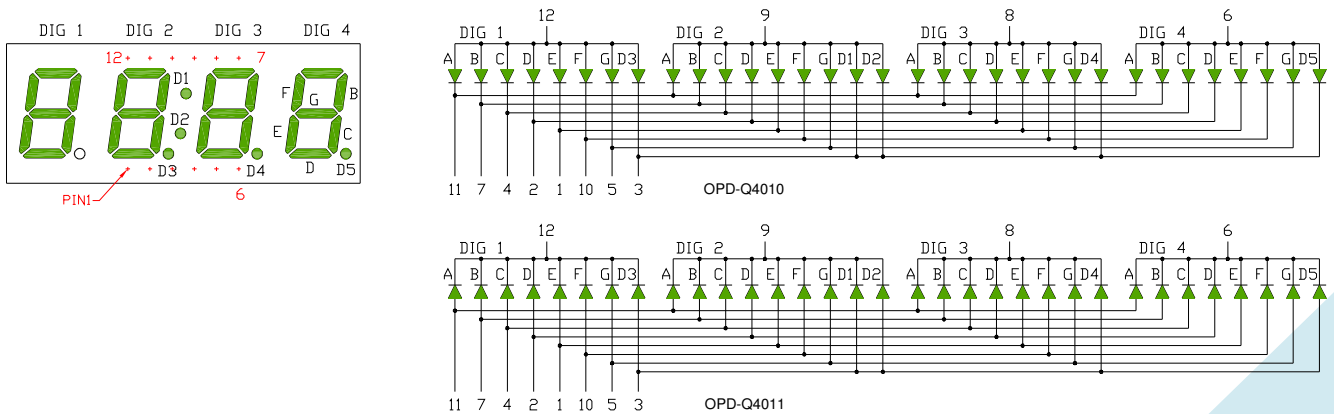 DIG 1 DIG 2 DIG 3 DIG 4
12 7
D1
F G B
D2
E C
D3 D4 D D5
PIN1 6
12 9 8 6
DIG 1 DIG 2 DIG 3 DIG 4
A B C D E F G D3 A B C D E F G D1 D2 A B C D E F G D4 A B C D E F G D5
11 7 4 2 1 10 5 3 OPD-Q4010
12 9 8 6
DIG 1 DIG 2 DIG 3 DIG 4
A B C D E F G D3 A B C D E F G D1 D2 A B C D E F G D4 A B C D E F G D5
11 7 4 2 1 10 5 3 OPD-Q4011